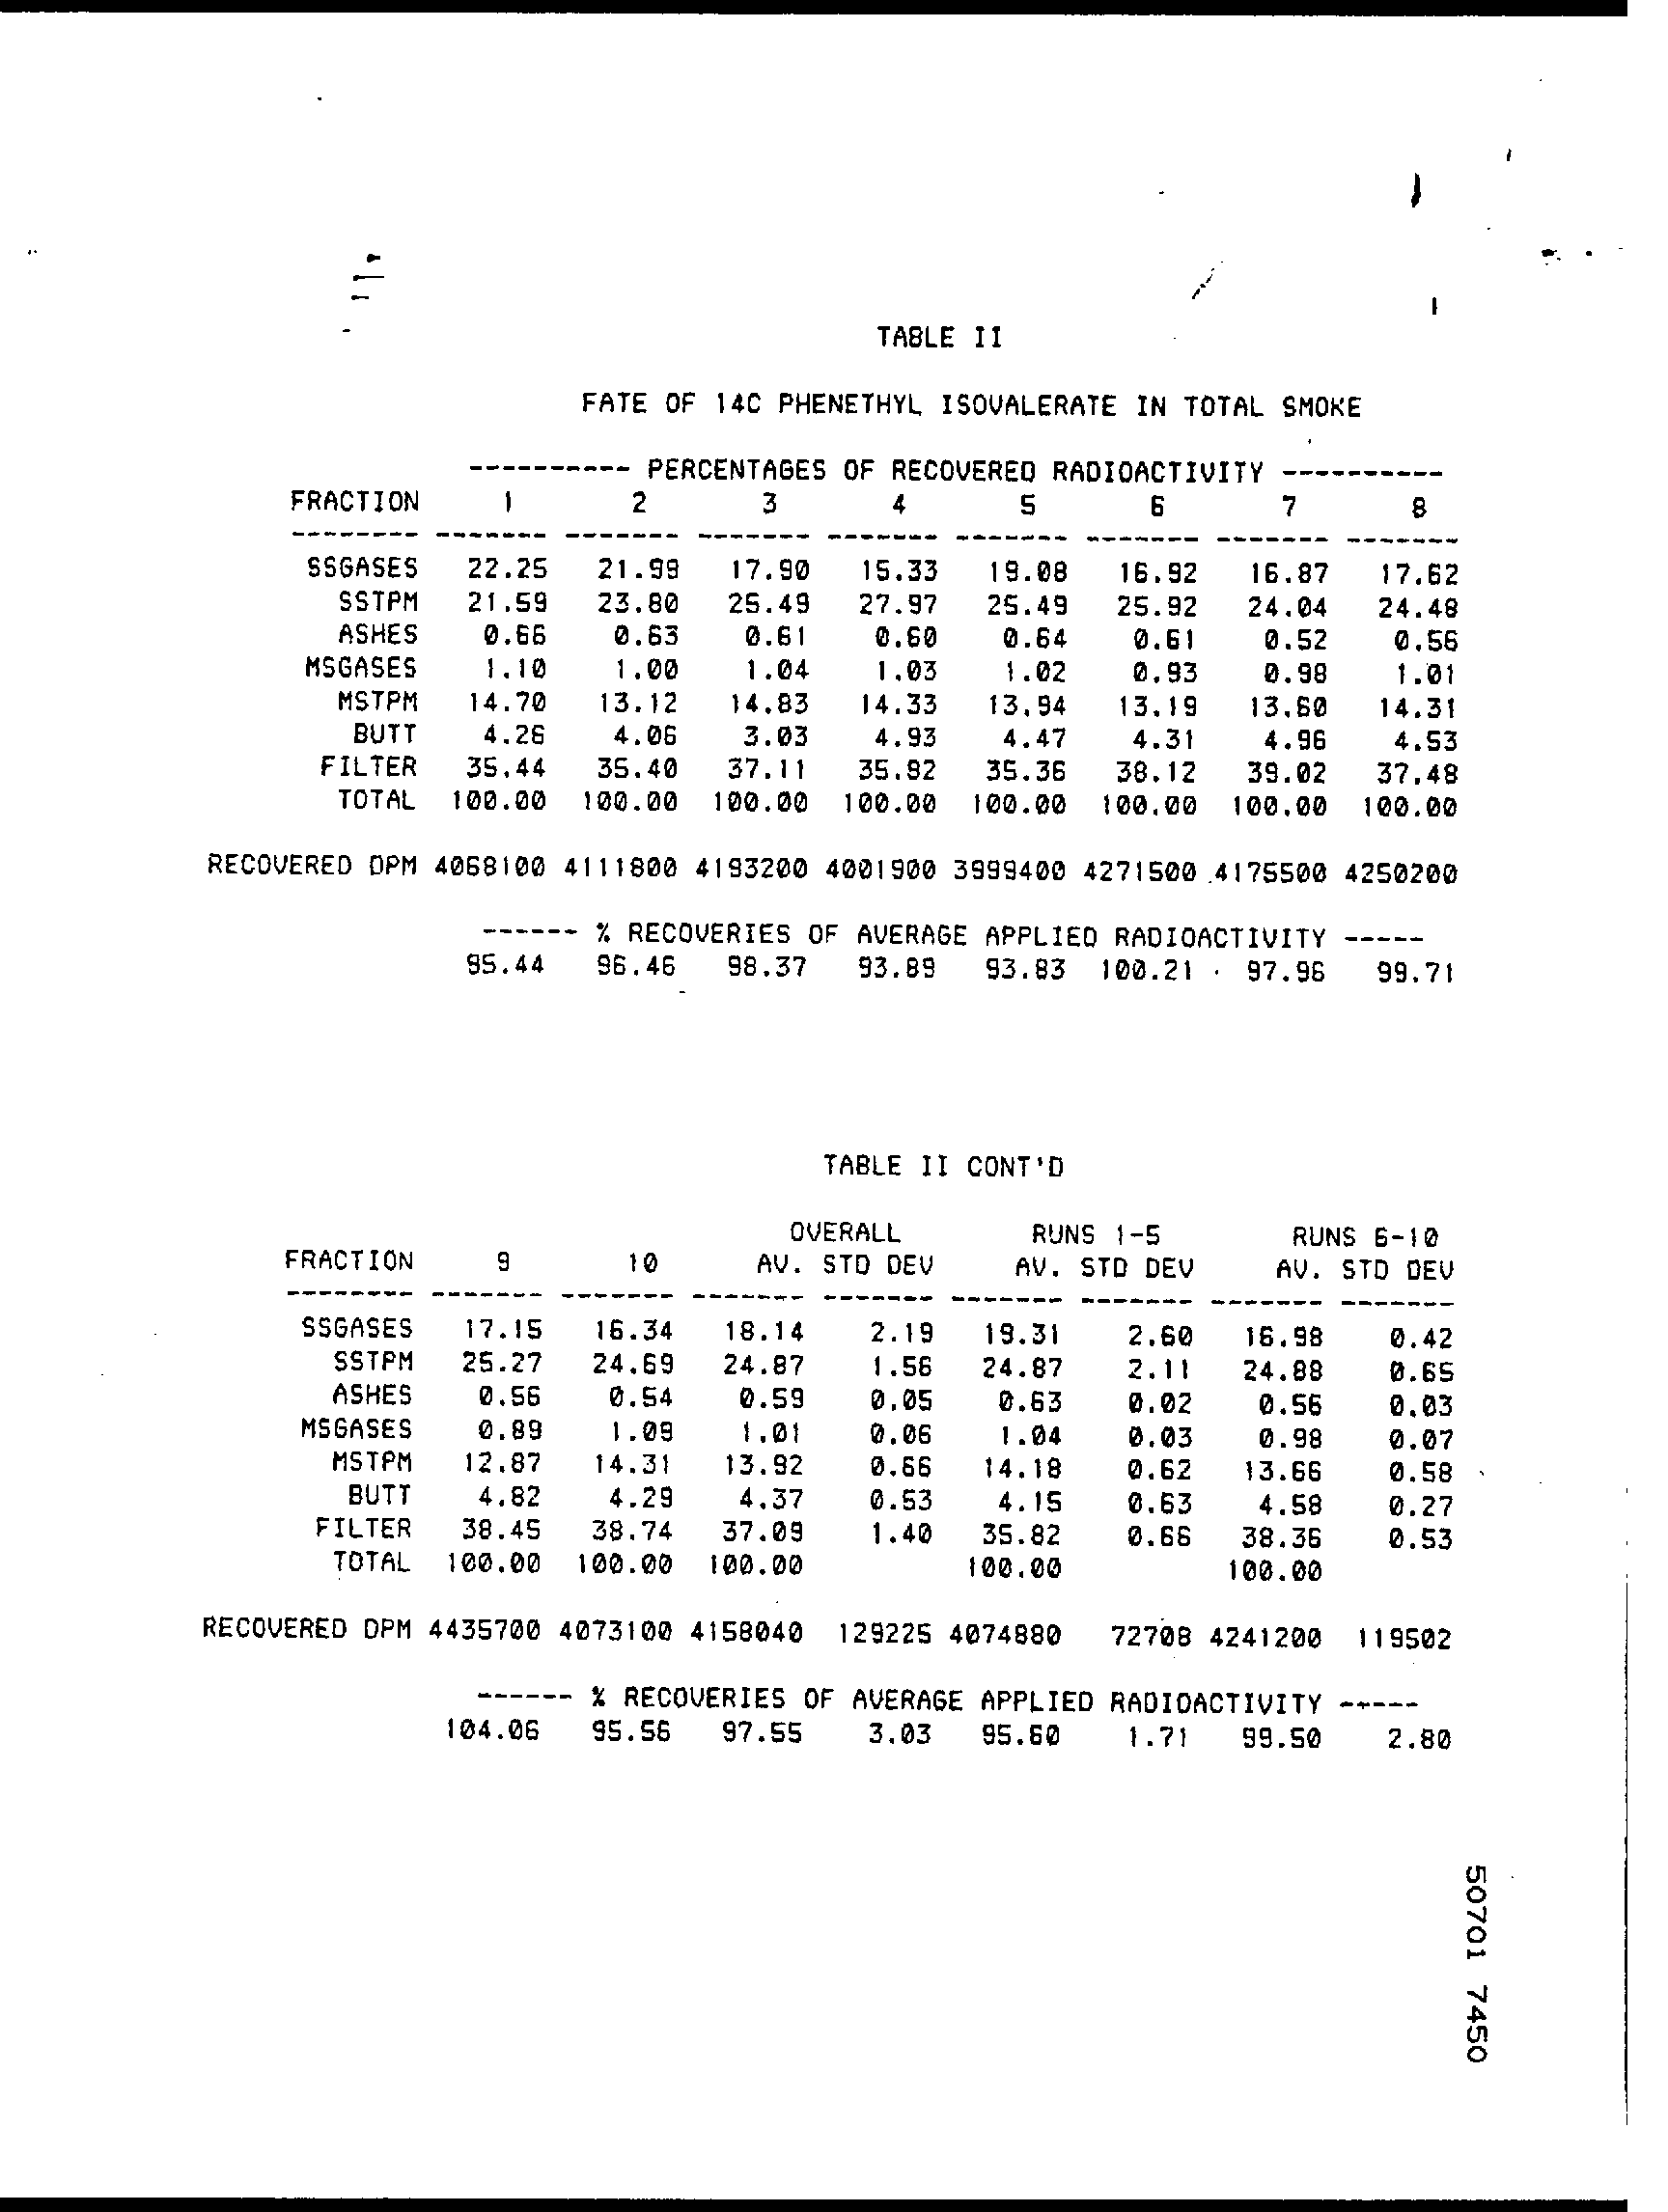 TABLE II
FATE OF 14C PHENETHYL ISOVALERATE IN TOTAL SMOKE
---------- PERCENTAGES OF RECOVERED RADIOACTIVITY ----------
FRACTION 1 2 3 4 5 6 7 8
-------- ------- ------- ------- ------- ------- ------- ------- -------
SSGASES 22.25 21.99 17.90 15.33 19.08 16.92 16.87 17.62
SSTPM 21.59 23.80 25.49 27.97 25.49 25.92 24.04 24.48
ASHES 0.66 0.63 0.61 0.60 0.64 0.61 0.52 0.56
MSGASES 1.10 1.00 1.04 1.03 1.02 0.93 0.98 1.01
MSTPM 14.70 13.12 14.83 14.33 13.94 13.19 13.60 14.31
BUTT 4.26 4.06 3.03 4.93 4.47 4.31 4.96 4.53
FILTER 35.44 35.40 37.11 35.82 35.36 38.12 39.02 37.48
TOTAL 100.00 100.00 100.00 100.00 100.00 100.00 100.00 100.00
RECOVERED DPM 4068100 4111800 4193200 4001900 3999400 4271500 4175500 4250200
------ % RECOVERIES OF AVERAGE APPLIED RADIOACTIVITY -----
95.44 96.46 98.37 93.89 93.83 100.21 97.96 99.71
TABLE II CONT'D
OVERALL RUNS 1-5 RUNS 6-10
FRACTION 9 10 AV. STD DEV AV. STD DEV AV. STD DEV
-------- ------- ------- ------- ------- ------- ------- ------- -------
SSGASES 17.15 16.34 18.14 2.19 19.31 2.60 16.98 0.42
SSTPM 25.27 24.69 24.87 1.56 24.87 2.11 24.88 0.65
ASHES 0.56 0.54 0.59 0.05 0.63 0.02 0.56 0.03
MSGASES 0.89 1.09 1.01 0.06 1.04 0.03 0.98 0.07
MSTPM 12.87 14.31 13.92 0.66 14.18 0.62 13.66 0.58
BUTT 4.82 4.29 4.37 0.53 4.15 0.63 4.58 0.27
FILTER 38.45 38.74 37.09 1.40 35.82 0.66 38.36 0.53
TOTAL 100.00 100.00 100.00 100.00 100.00
RECOVERED DPM 4435700 4073100 4158040 129225 4074880 72708 4241200 119502
------ % RECOVERIES OF AVERAGE APPLIED RADIOACTIVITY -----
104.06 95.56 97.55 3.03 95.60 1.71 99.50 2.80
50701 7450